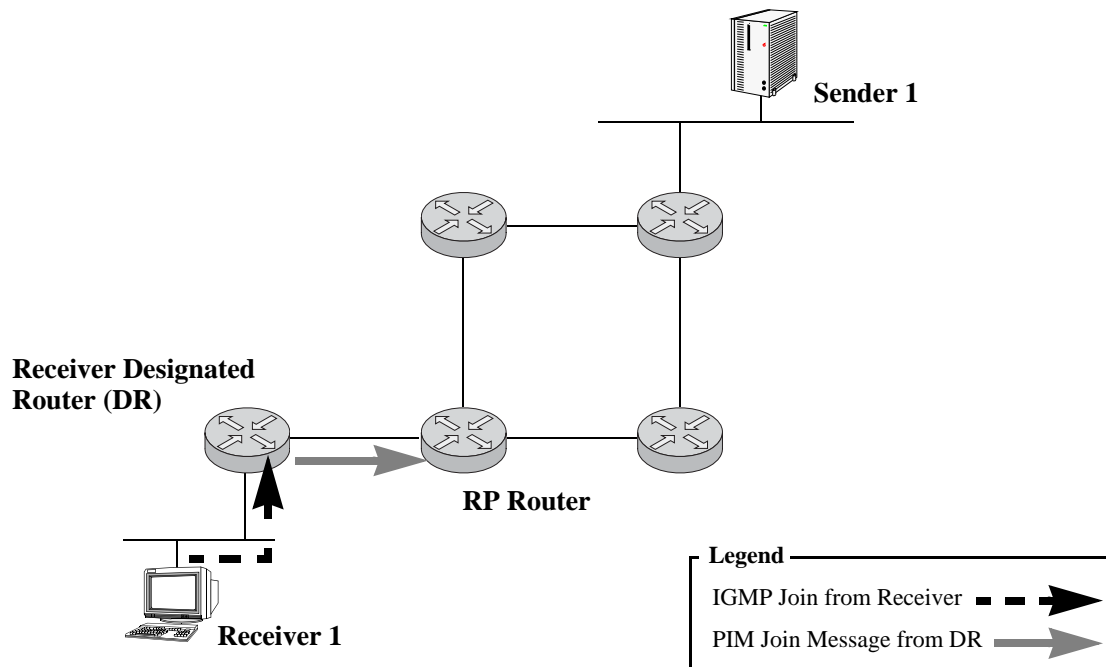 Sender 1
Receiver Designated
Router (DR)
RP Router
Receiver 1
Legend
IGMP Join from Receiver
PIM Join Message from DR